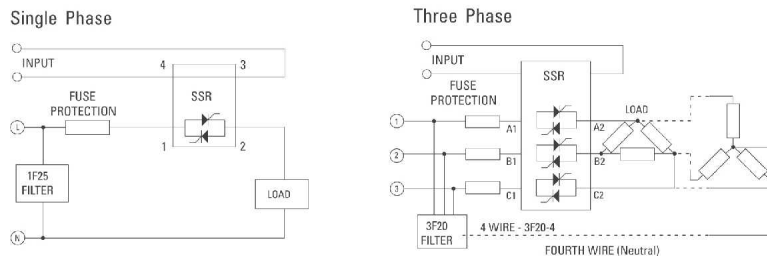 Single Phase
INPUT
4 3
FUSE
PROTECTION
SSR
L
1 2
1F25
FILTER
LOAD
N
Three Phase
INPUT
FUSE
PROTECTION
SSR
LOAD
1 A1 A2
2 B1 B2
3 C1 C2
3F20
FILTER
4 WIRE - 3F20-4
FOURTH WIRE (Neutral)